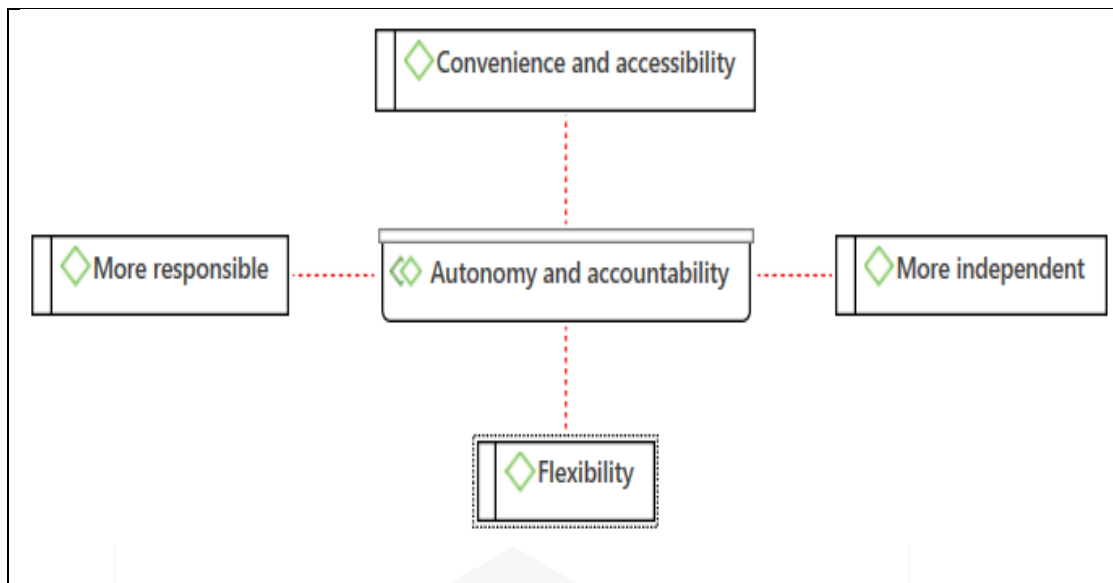 Convenience and accessibility
More responsible
Autonomy and accountability
More independent
Flexibility